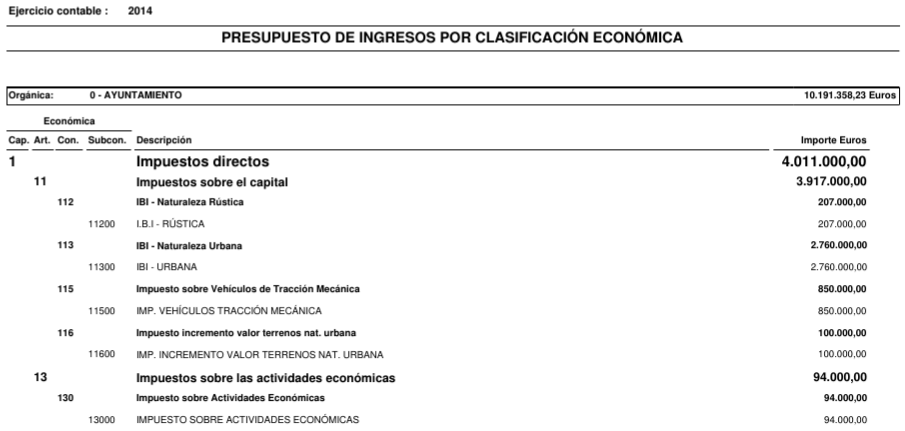 Ejercicio contable : 2014
PRESUPUESTO DE INGRESOS POR CLASIFICACIÓN ECONÓMICA
Orgánica: 0 - AYUNTAMIENTO 10.191.358,23 Euros
Económica
Cap. Art. Con. Subcon. Descripción Importe Euros
1 Impuestos directos 4.011.000,00
11 Impuestos sobre el capital 3.917.000,00
112 IBI - Naturaleza Rústica 207.000,00
11200 I.B.I - RÚSTICA 207.000,00
113 IBI - Naturaleza Urbana 2.760.000,00
11300 IBI - URBANA 2.760.000,00
115 Impuesto sobre Vehículos de Tracción Mecánica 850.000,00
11500 IMP. VEHÍCULOS TRACCIÓN MECÁNICA 850.000,00
116 Impuesto incremento valor terrenos nat. urbana 100.000,00
11600 IMP. INCREMENTO VALOR TERRENOS NAT. URBANA 100.000,00
13 Impuestos sobre las actividades económicas 94.000,00
130 Impuesto sobre Actividades Económicas 94.000,00
13000 IMPUESTO SOBRE ACTIVIDADES ECONÓMICAS 94.000,00